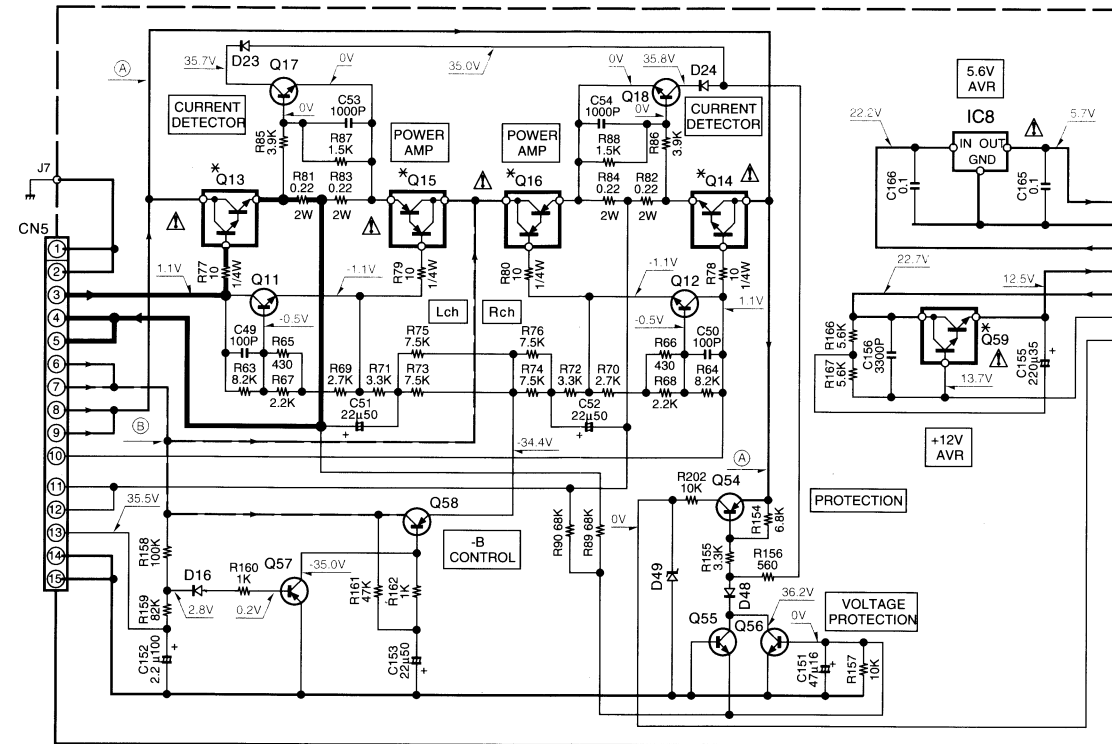 D23
35.7V
Q17
0V
35.0V
0V
35.8V
D24
A
Q18
5.6V
AVR
CURRENT
DETECTOR
0V
C53
1000P
C54
1000P
0V
CURRENT
DETECTOR
IC8
22.2V
5.7V
R85
3.9K
R87
1.5K
POWER
AMP
POWER
AMP
R88
1.5K
R86
3.9K
IN OUT
GND
C166
0.1
C165
0.1
J7
*Q13
R81
0.22
2W
R83
0.22
2W
*Q15
*Q16
R84
0.22
2W
R82
0.22
2W
*Q14
CN5
1
2
3
4
5
6
7
8
9
10
11
12
13
14
15
R77
10
1/4W
R79
10
1/4W
R80
10
1/4W
R78
10
1/4W
1.1V
Q11
-1.1V
-1.1V
Q12
1.1V
22.7V
12.5V
-0.5V
Lch
Rch
-0.5V
C49
100P
R65
430
R75
7.5K
R76
7.5K
R66
430
C50
100P
R63
8.2K
R67
2.2K
R69
2.7K
R71
3.3K
R73
7.5K
R74
7.5K
R72
3.3K
R70
2.7K
R68
2.2K
R64
8.2K
C51
22µ50
+
C52
22µ50
+
R166
5.6K
R167
5.6K
C156
3300P
*
Q59
13.7V
C155
220µ35
+
+12V
AVR
B
-34.4V
A
35.5V
R202
10K
Q54
PROTECTION
Q58
-B
CONTROL
R90 68K
R89 68K
0V
R154
6.8K
R158
100K
Q57
-35.0V
R155
1.3K
R156
560
D16
R160
1K
R161
47K
R162
1K
D49
D48
R159
82K
2.8V
0.2V
36.2V
VOLTAGE
PROTECTION
Q55
Q56
0V
C152
2.2µ100
+
C153
22µ50
+
C151
47µ16
+
R157
10K